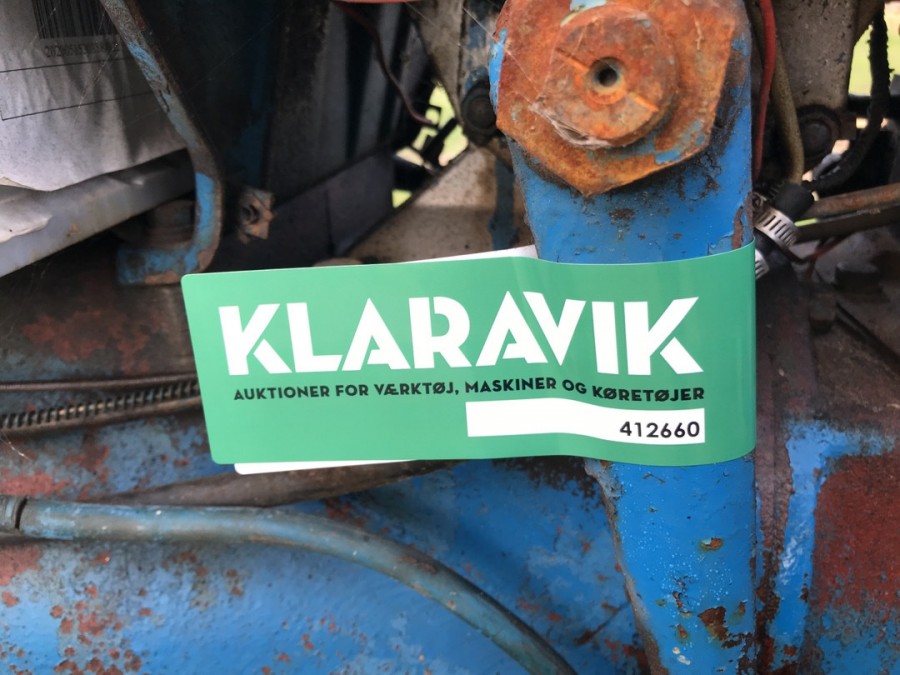 KLARAVIK
AUKTIONER FOR VÆRKTØJ, MASKINER OG KØRETØJER
412660